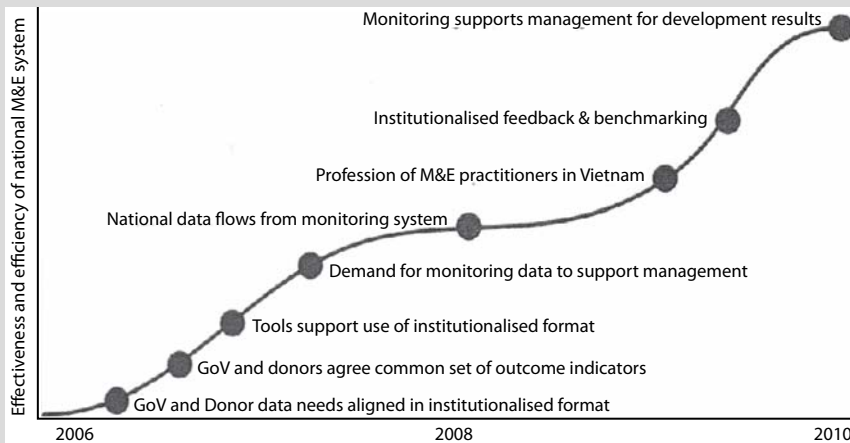 Effectiveness and efficiency of national M&E system
Monitoring supports management for development results
Institutionalised feedback & benchmarking
Profession of M&E practitioners in Vietnam
National data flows from monitoring system
Demand for monitoring data to support management
Tools support use of institutionalised format
GoV and donors agree common set of outcome indicators
GoV and Donor data needs aligned in institutionalised format
2006 2008 2010